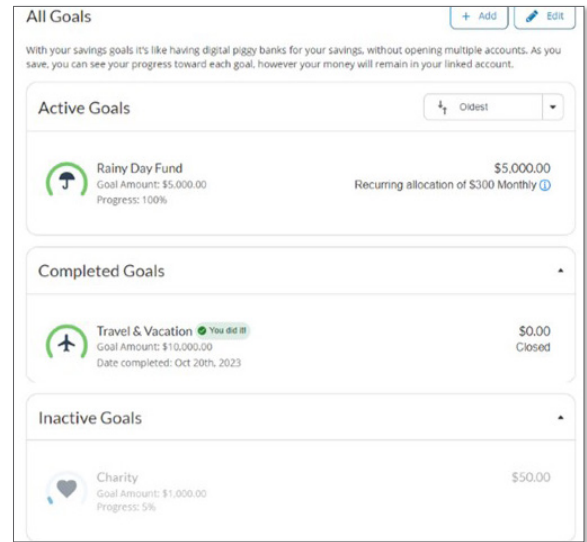 All Goals
+ Add
Edit
With your savings goals it's like having digital piggy banks for your savings, without opening multiple accounts. As you
save, you can see your progress toward each goal, however your money will remain in your linked account.
Active Goals
Oldest
Rainy Day Fund
$5,000.00
Goal Amount: $5,000.00
Recurring allocation of $300 Monthly
Progress: 100%
Completed Goals
Travel & Vacation You did it!
$0.00
Goal Amount: $10,000.00
Closed
Date completed: Oct 20th, 2023
Inactive Goals
Charity
$50.00
Goal Amount: $1,000.00
Progress: 5%